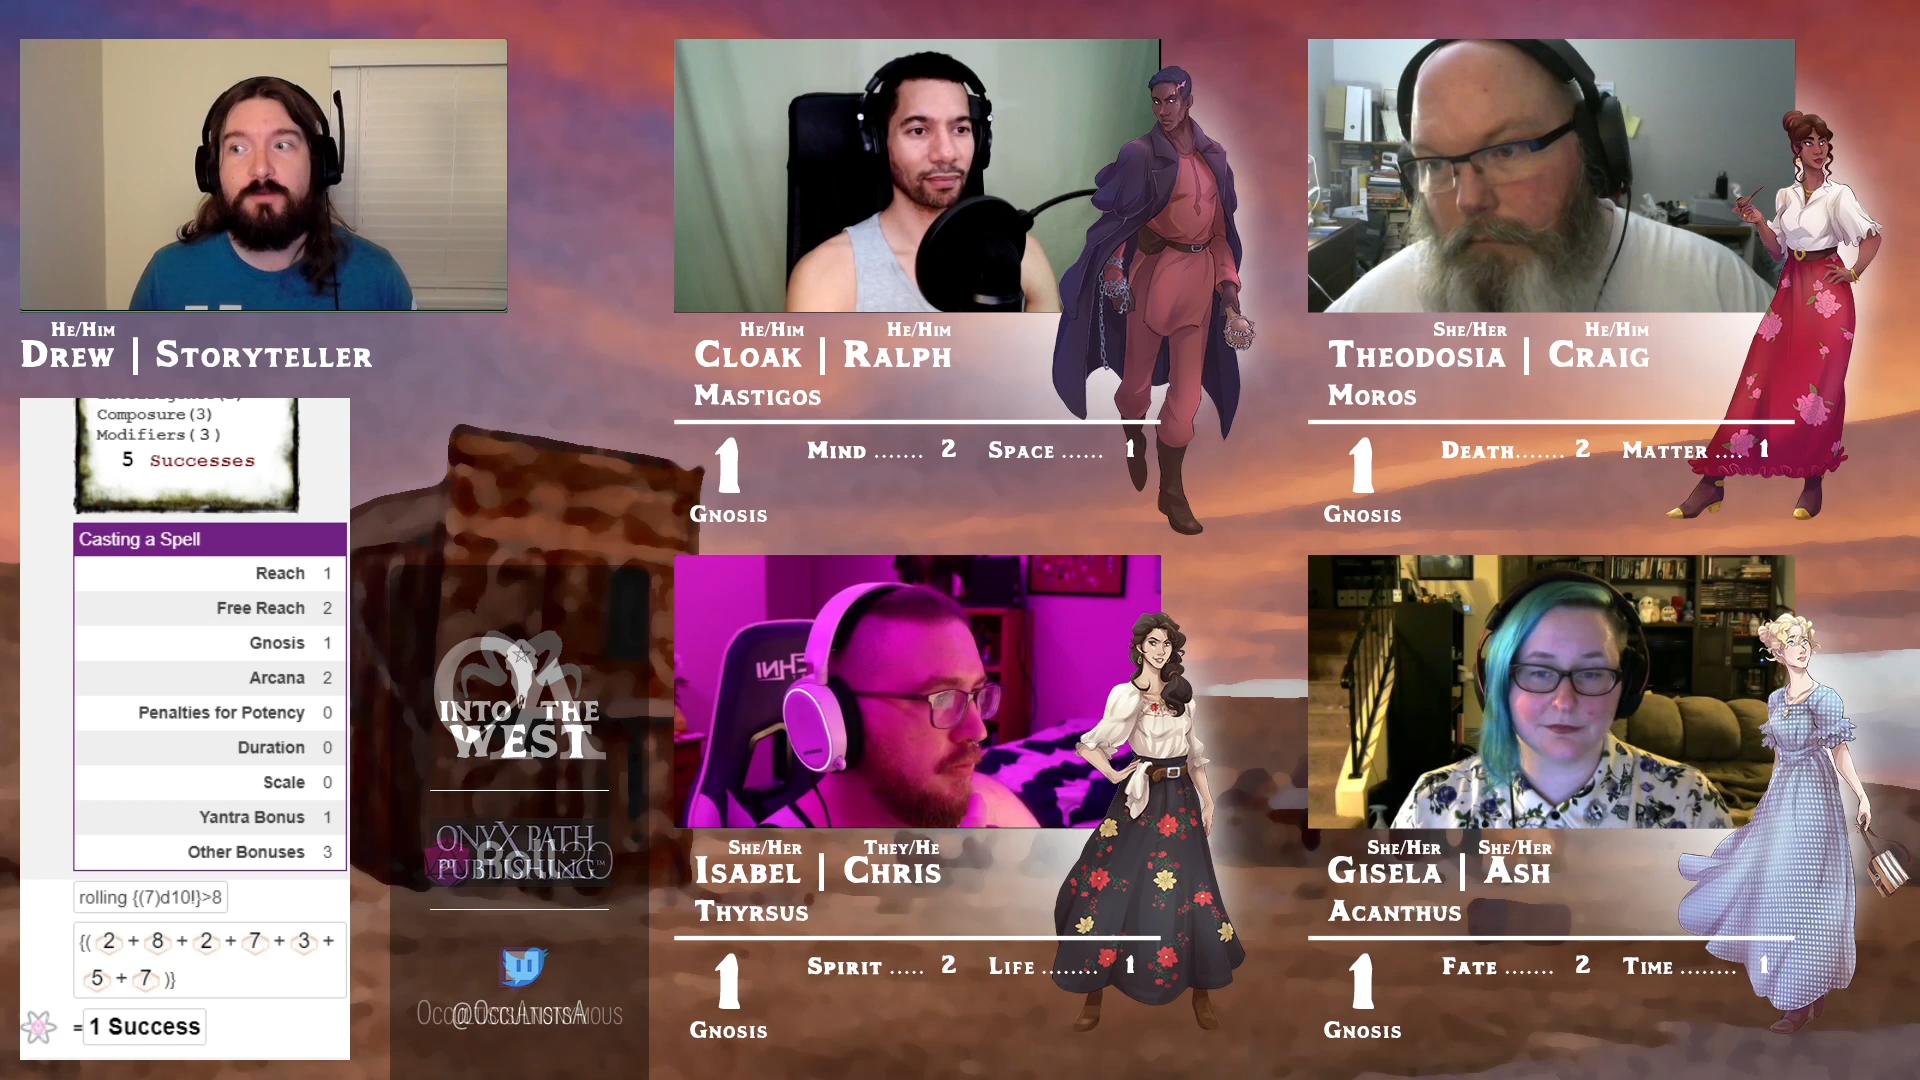 He/Him
Drew | Storyteller
Composure(3)
Modifiers(3)
5 Successes
Casting a Spell
Reach 1
Free Reach 2
Gnosis 1
Arcana 2
Penalties for Potency 0
Duration 0
Scale 0
Yantra Bonus 1
Other Bonuses 3
rolling {(7)d10!}>8
{( 2 + 8 + 2 + 7 + 3 +
5 + 7 )}
= 1 Success
INTO THE
WEST
ONYX PATH
PUBLISHING
He/Him He/Him
Cloak | Ralph
Mastigos
1
Gnosis
Mind ....... 2 Space ...... 1
She/Her He/Him
Theodosia | Craig
Moros
1
Gnosis
Death....... 2 Matter .... 1
She/Her They/He
Isabel | Chris
Thyrsus
1
Gnosis
Spirit ..... 2 Life ........ 1
She/Her She/Her
Gisela | Ash
Acanthus
1
Gnosis
Fate ....... 2 Time ........ 1